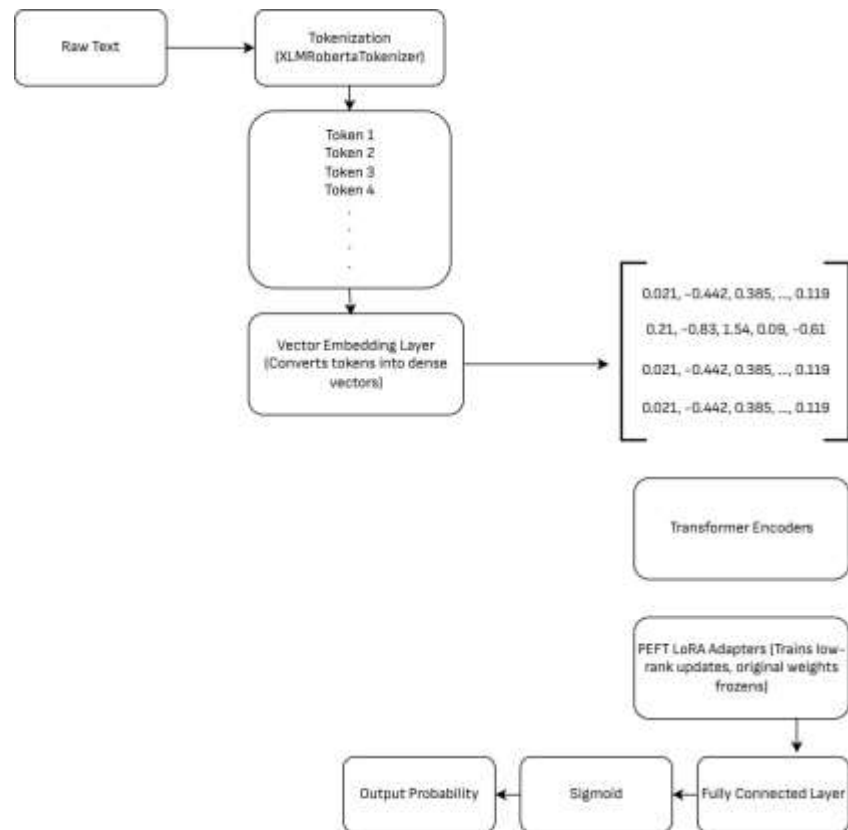 Raw Text
Tokenization
(XLMRobertaTokenizer)
Token 1
Token 2
Token 3
Token 4
.
.
.
.
Vector Embedding Layer
(Converts tokens into dense
vectors)
0.021, -0.442, 0.385, ..., 0.119
0.21, -0.83, 1.54, 0.09, -0.61
0.021, -0.442, 0.385, ..., 0.119
0.021, -0.442, 0.385, ..., 0.119
Transformer Encoders
PEFT LoRA Adapters (Trains low-
rank updates, original weights
frozens)
Output Probability
Sigmoid
Fully Connected Layer